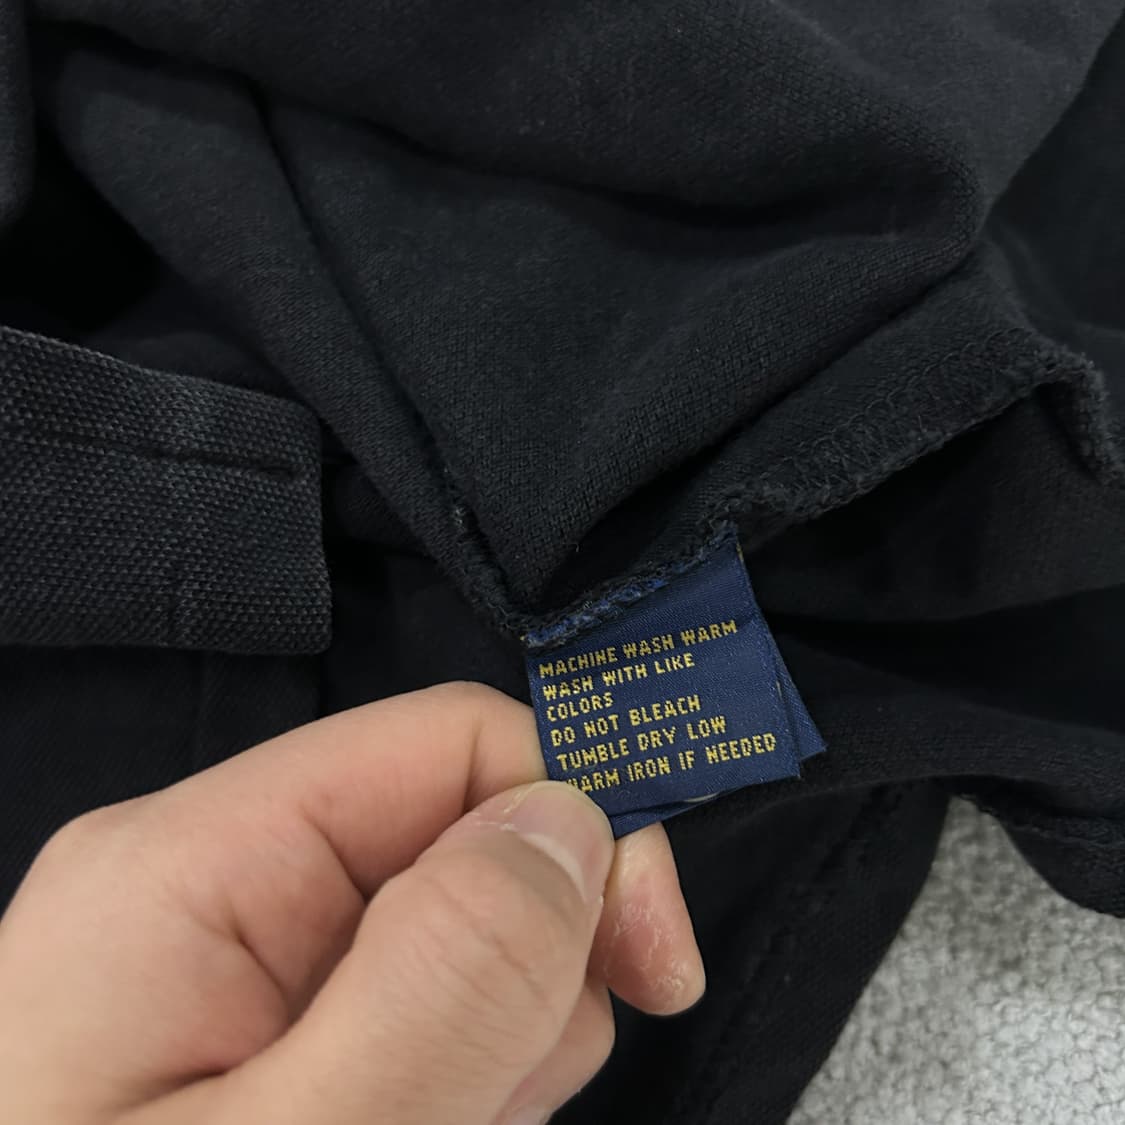 MACHINE WASH WARM
WASH WITH LIKE
COLORS
DO NOT BLEACH
TUMBLE DRY LOW
WARM IRON IF NEEDED